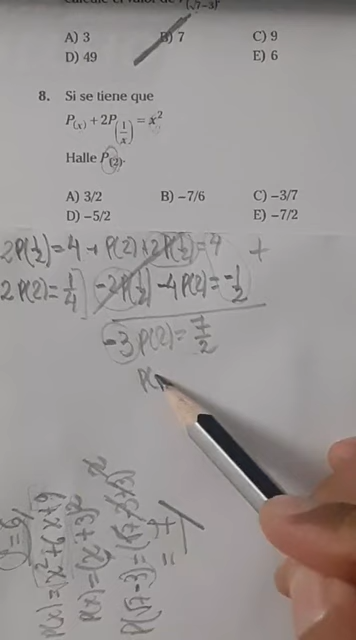 A) 3 B) 7 C) 9
D) 49 E) 6
8. Si se tiene que
P(x) + 2P(1/x) = x²
Halle P(2).
A) 3/2 B) −7/6 C) −3/7
D) −5/2 E) −7/2
2P(1/2) = 4 → P(2) + 2P(1/2) = 4 +
2P(2) = 1/4] −2P(1/2) − 4P(2) = −1/2
−3P(2) = 7/2
P(
P(x) = x² + 6x + 9
P(x) = (x + 3)²